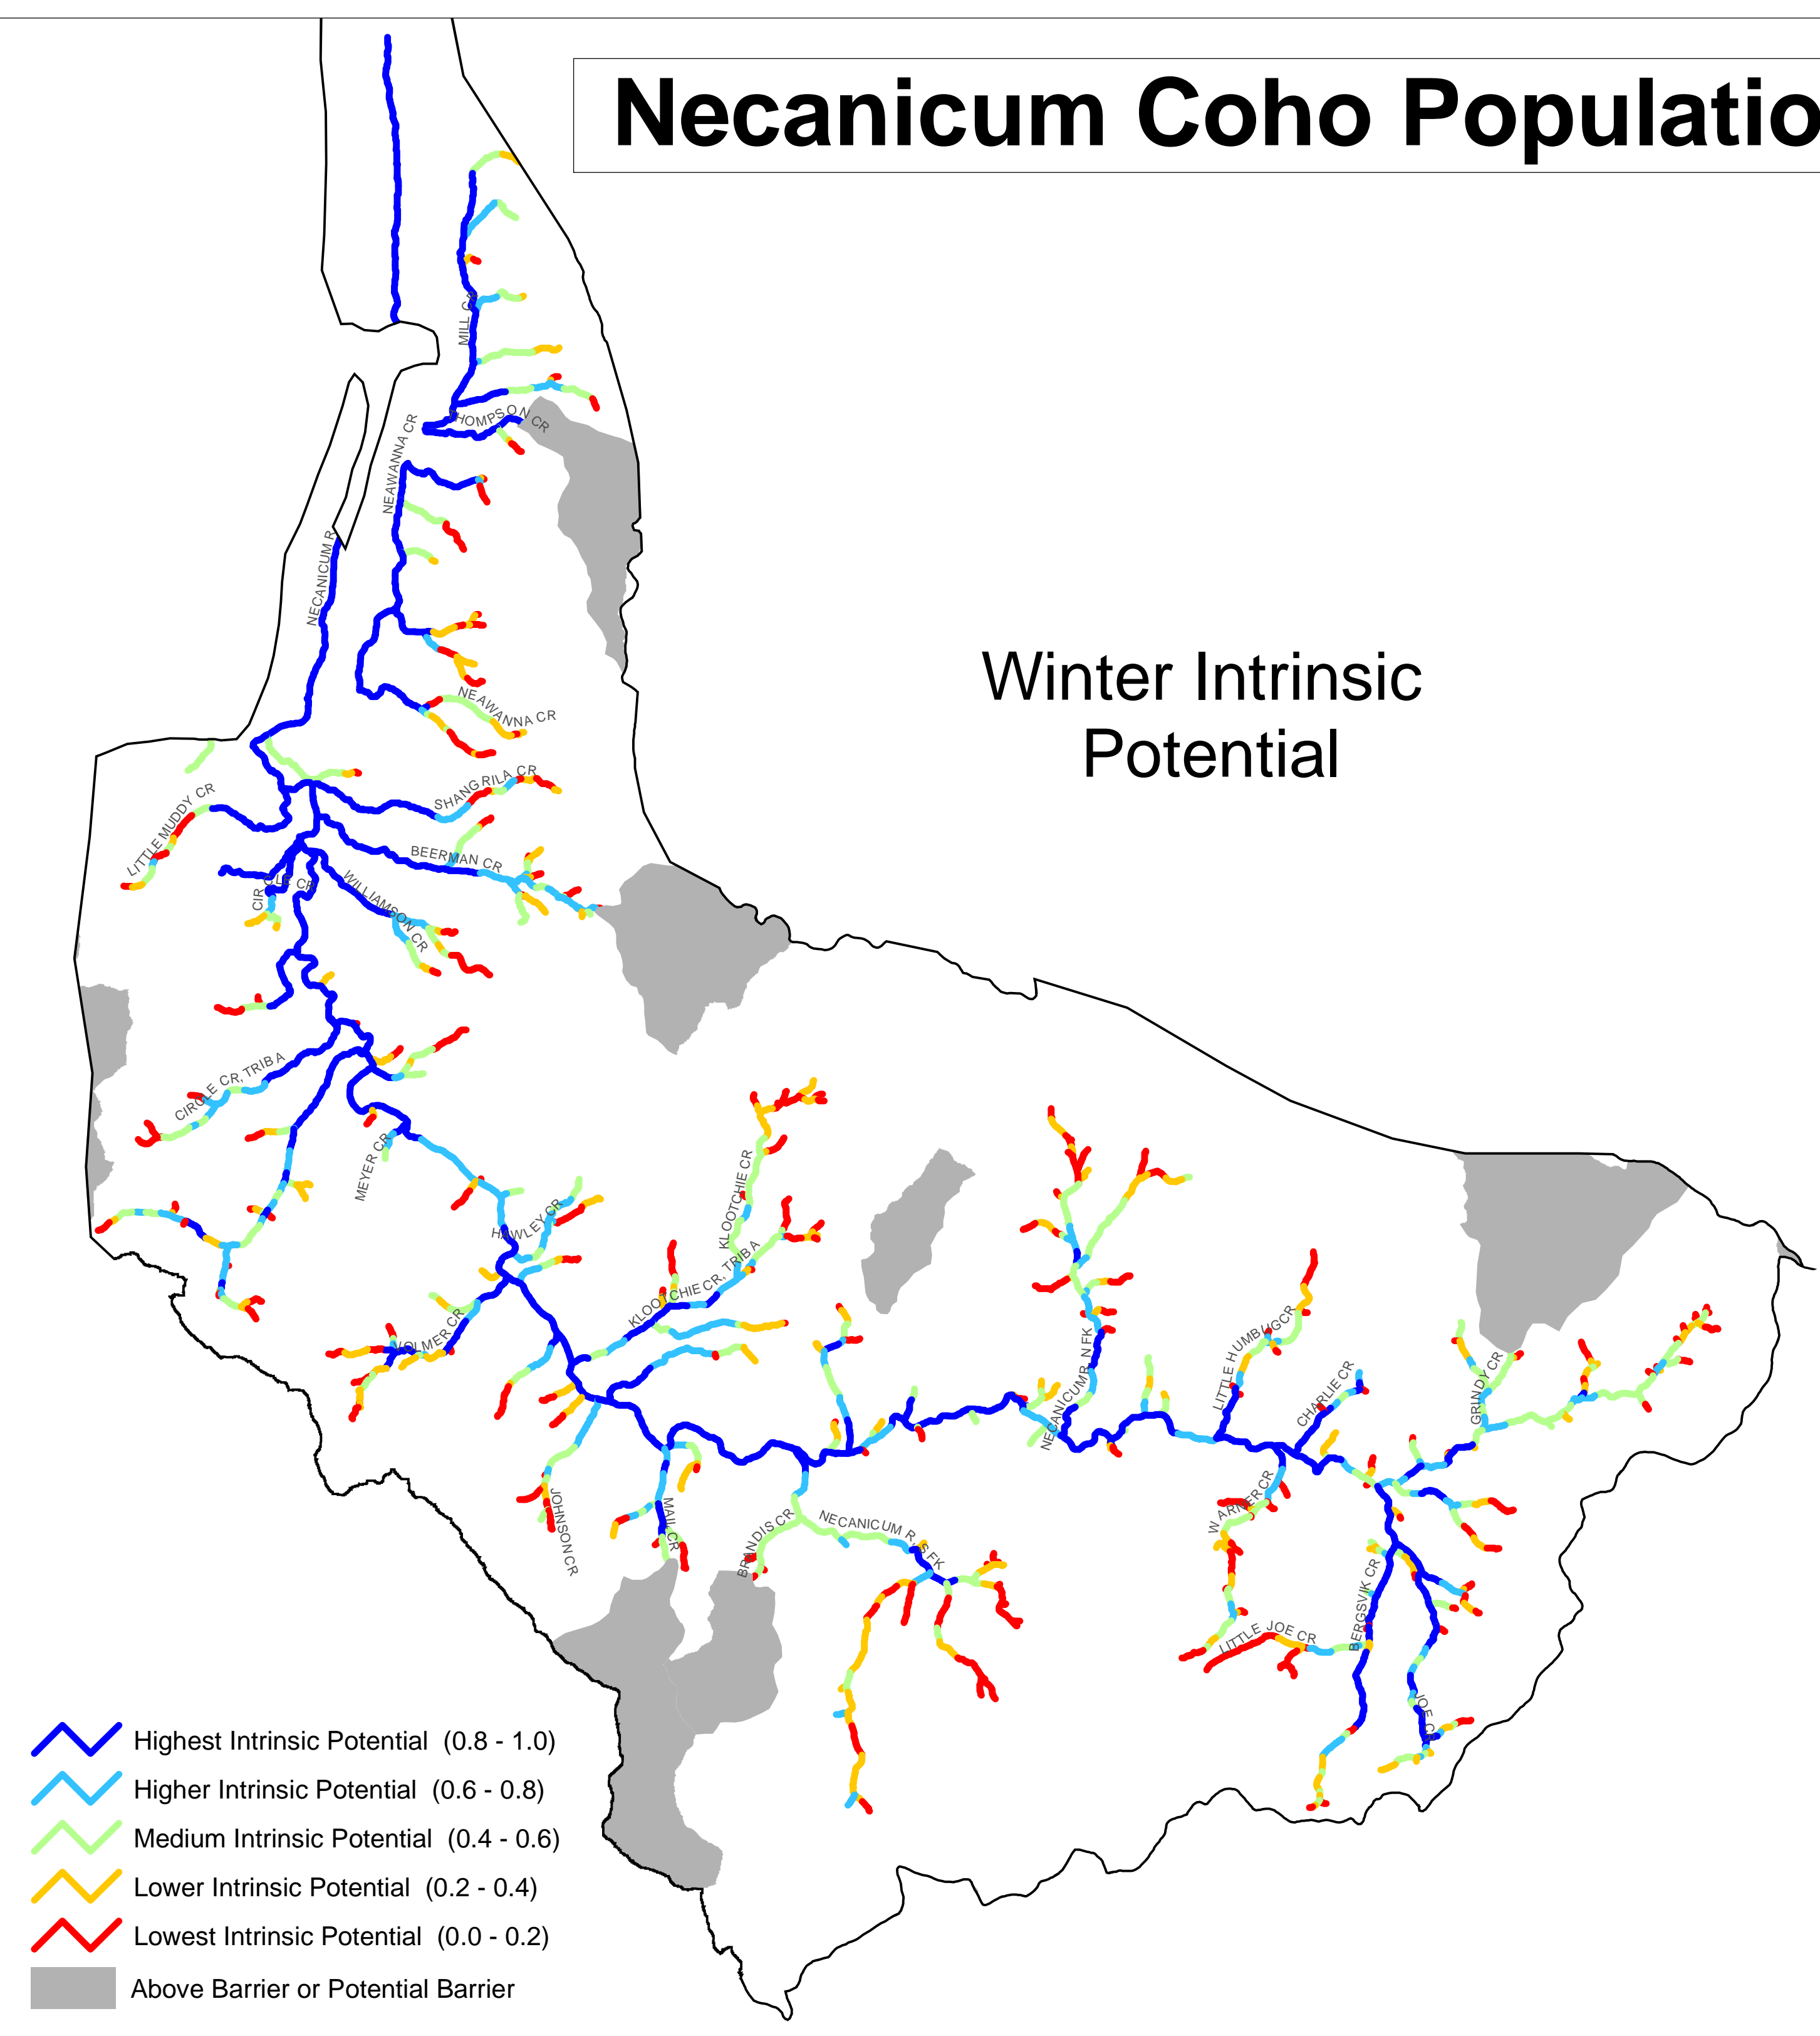 Necanicum Coho Populatio
Winter Intrinsic
Potential
MILL CR
THOMPSON CR
NEAWANNA CR
NECANICUM R
NEAWANNA CR
SHANGRILA CR
LITTLE MUDDY CR
BEERMAN CR
CIRCLE CR
WILLIAMSON CR
CIRCLE CR, TRIB A
MEYER CR
HAWLEY CR
KLOOTCHIE CR
KLOOTCHIE CR, TRIB A
VOLMER CR
NECANICUM R, N FK
LITTLE HUMBUG CR
CHARLIE CR
GRINDY CR
JOHNSON CR
MAIL CR
BRANDIS CR
NECANICUM R, S FK
WARNER CR
BERGSVIK CR
LITTLE JOE CR
JOE CR
Highest Intrinsic Potential (0.8 - 1.0)
Higher Intrinsic Potential (0.6 - 0.8)
Medium Intrinsic Potential (0.4 - 0.6)
Lower Intrinsic Potential (0.2 - 0.4)
Lowest Intrinsic Potential (0.0 - 0.2)
Above Barrier or Potential Barrier